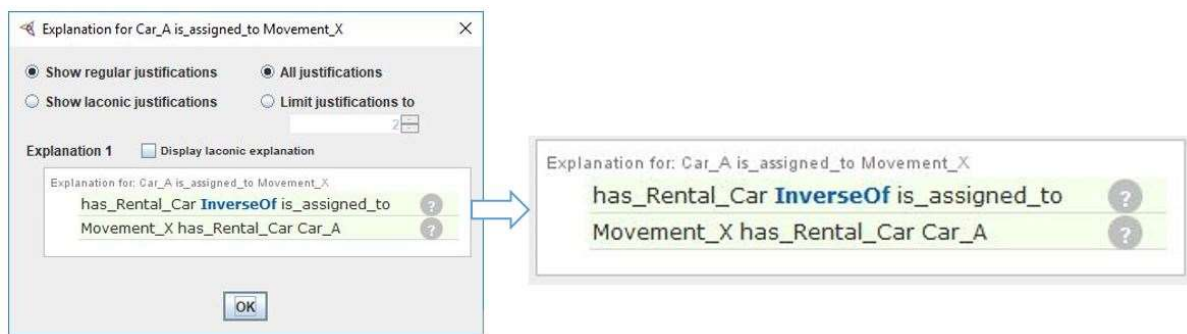 Explanation for Car_A is_assigned_to Movement_X
Show regular justifications
All justifications
Show laconic justifications
Limit justifications to
2
Explanation 1
Display laconic explanation
Explanation for: Car_A is_assigned_to Movement_X
has_Rental_Car InverseOf is_assigned_to ?
Movement_X has_Rental_Car Car_A ?
OK
Explanation for: Car_A is_assigned_to Movement_X
has_Rental_Car InverseOf is_assigned_to ?
Movement_X has_Rental_Car Car_A ?